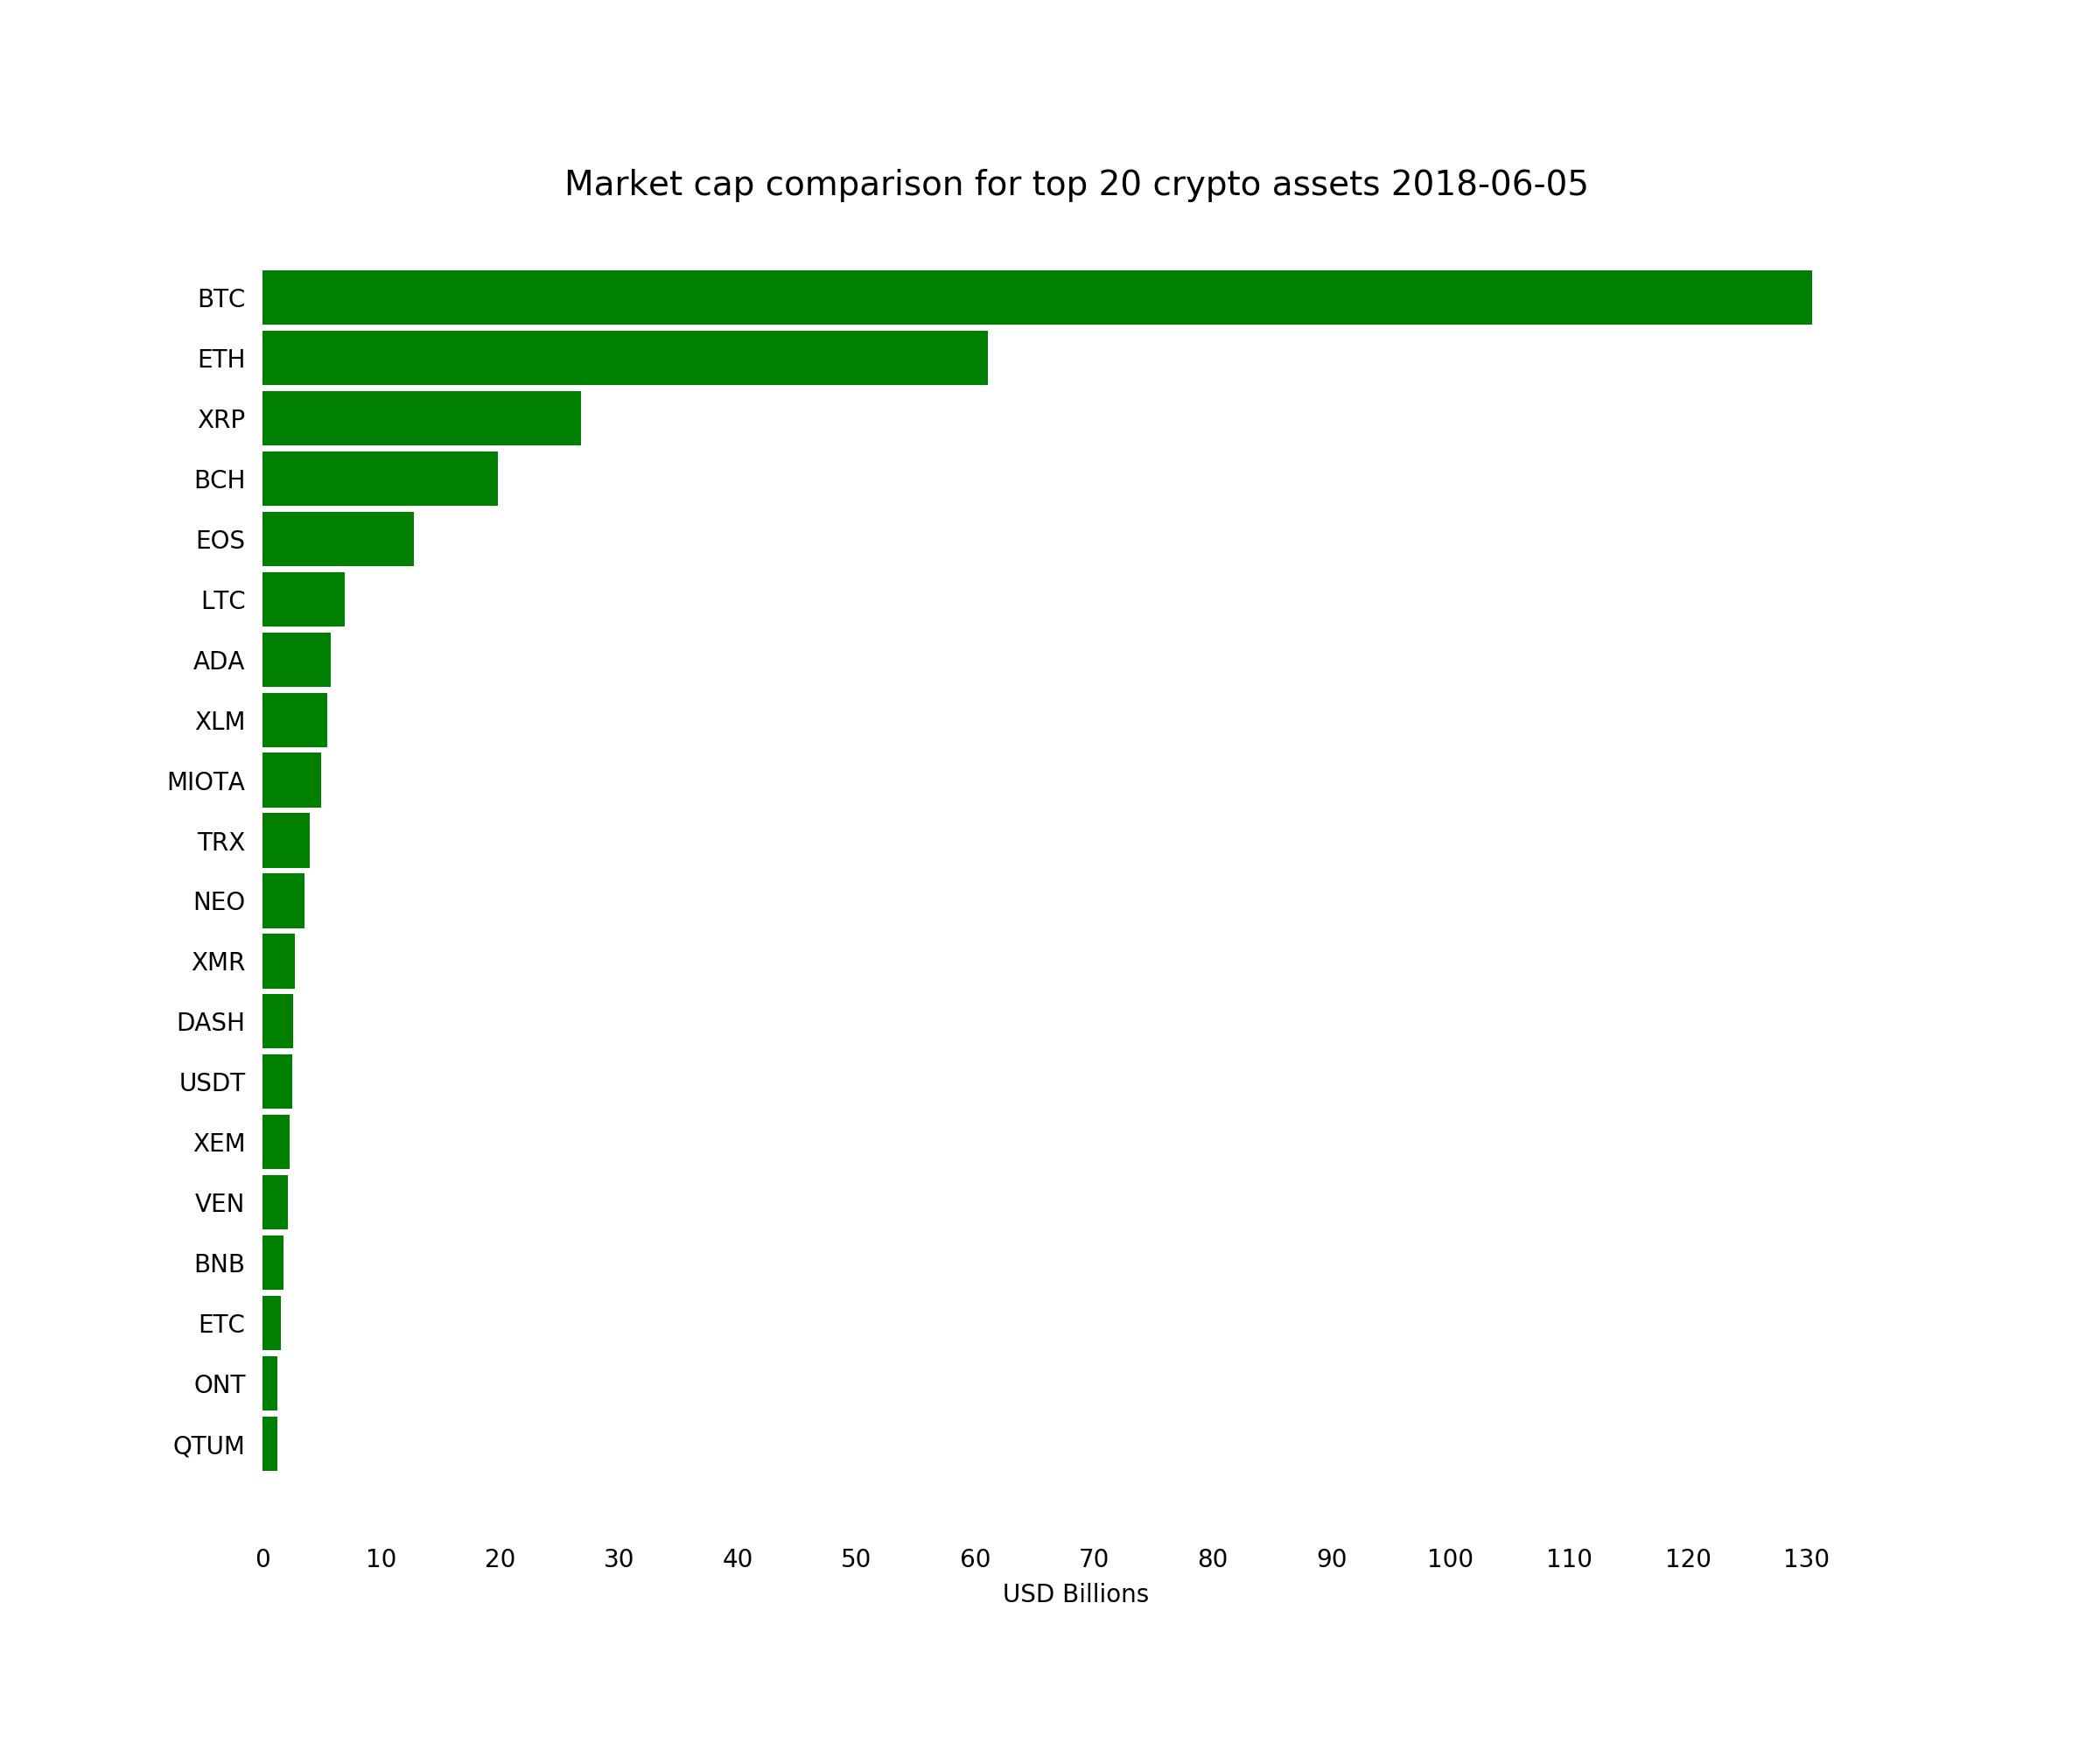 Market cap comparison for top 20 crypto assets 2018-06-05
BTC
ETH
XRP
BCH
EOS
LTC
ADA
XLM
MIOTA
TRX
NEO
XMR
DASH
USDT
XEM
VEN
BNB
ETC
ONT
QTUM
0 10 20 30 40 50 60 70 80 90 100 110 120 130
USD Billions